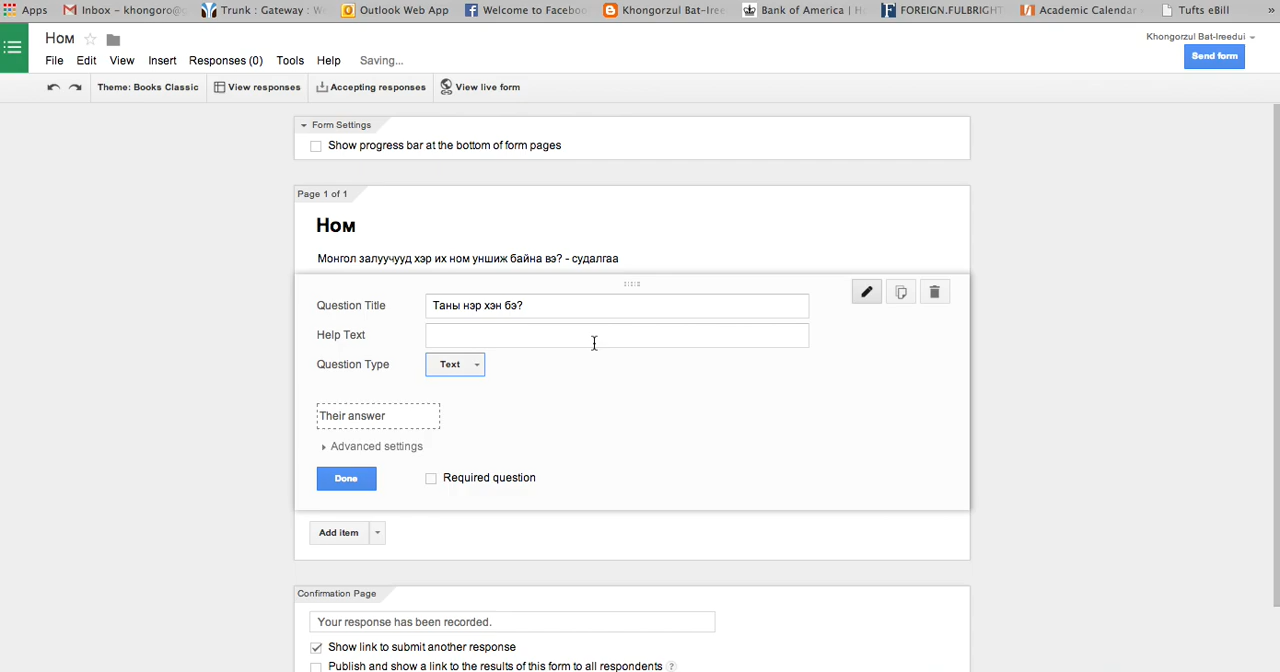 Apps Inbox – khongoro@ Trunk : Gateway : W Outlook Web App Welcome to Facebo Khongorzul Bat-Iree Bank of America | H FOREIGN.FULBRIGHT Academic Calendar Tufts eBill »
Ном
Khongorzul Bat-Iredui
File Edit View Insert Responses (0) Tools Help Saving...
Send form
Theme: Books Classic View responses Accepting responses View live form
Form Settings
Show progress bar at the bottom of form pages
Page 1 of 1
Ном
Монгол залуучууд хэр их ном уншиж байна вэ? - судалгаа
Question Title Таны нэр хэн бэ?
Help Text
Question Type Text
Their answer
Advanced settings
Done Required question
Add item
Confirmation Page
Your response has been recorded.
Show link to submit another response
Publish and show a link to the results of this form to all respondents ?